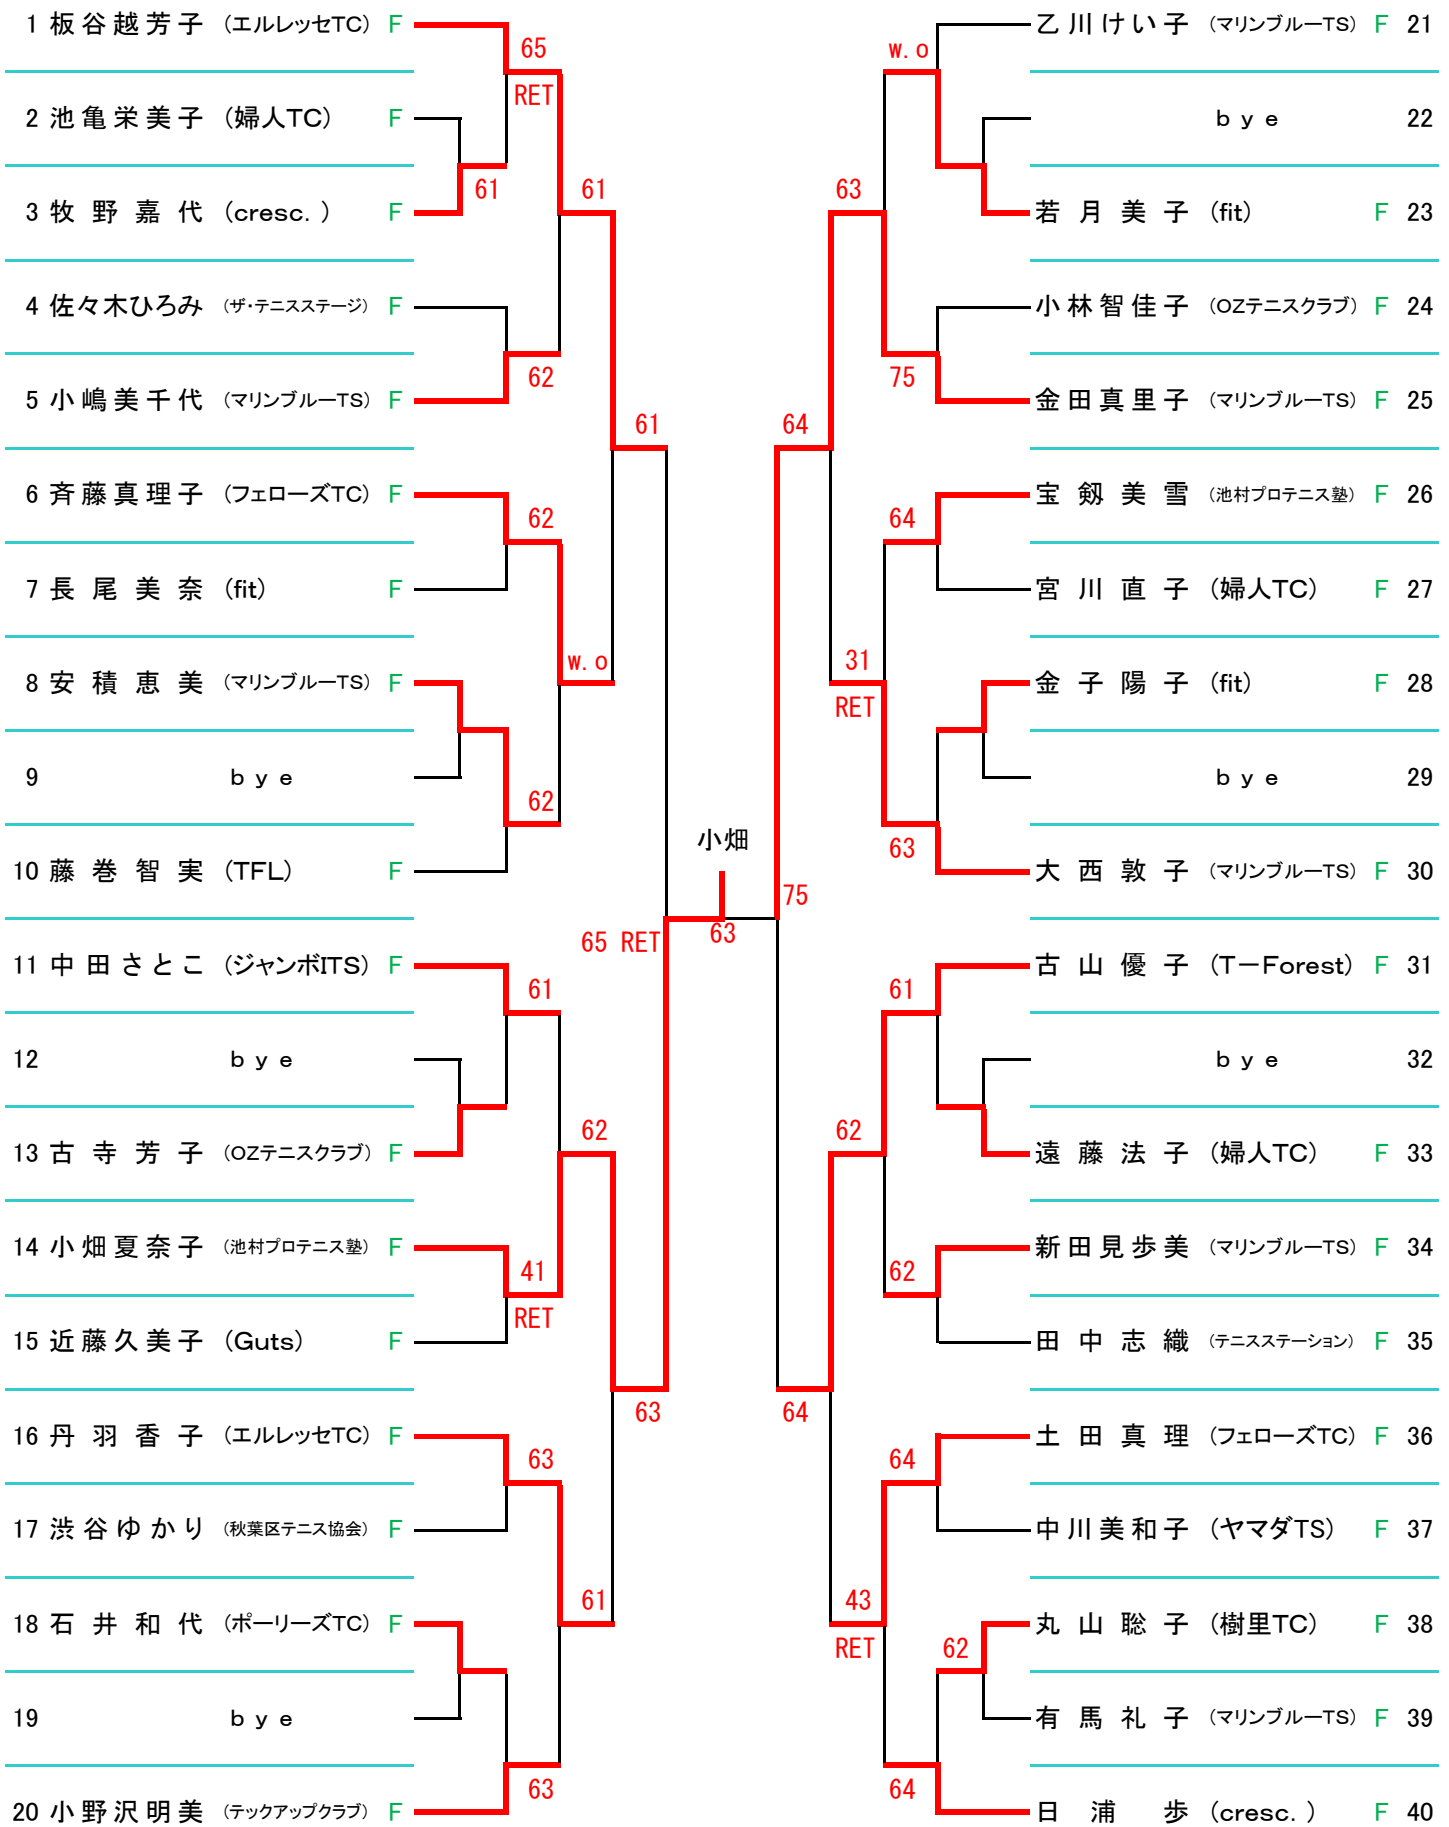 1 板谷越芳子 (エルレッセTC) F
65
RET
2 池亀栄美子 (婦人TC) F
61
3 牧野嘉代 (cresc.) F
61
4 佐々木ひろみ (ザ・テニスステージ) F
62
5 小嶋美千代 (マリンブルーTS) F
61
6 斉藤真理子 (フェローズTC) F
62
7 長尾美奈 (fit) F
w.o
8 安積恵美 (マリンブルーTS) F
9 bye
62
10 藤巻智実 (TFL) F
65 RET
11 中田さとこ (ジャンボITS) F
61
12 bye
62
13 古寺芳子 (OZテニスクラブ) F
14 小畑夏奈子 (池村プロテニス塾) F
41
RET
15 近藤久美子 (Guts) F
63
16 丹羽香子 (エルレッセTC) F
63
17 渋谷ゆかり (秋葉区テニス協会) F
61
18 石井和代 (ポーリーズTC) F
19 bye
63
20 小野沢明美 (テックアップクラブ) F
小畑
63
乙川けい子 (マリンブルーTS) F 21
w.o
bye 22
63
若月美子 (fit) F 23
小林智佳子 (OZテニスクラブ) F 24
75
金田真里子 (マリンブルーTS) F 25
64
宝剱美雪 (池村プロテニス塾) F 26
64
宮川直子 (婦人TC) F 27
31
RET
金子陽子 (fit) F 28
bye 29
63
大西敦子 (マリンブルーTS) F 30
75
古山優子 (T-Forest) F 31
61
bye 32
62
遠藤法子 (婦人TC) F 33
新田見歩美 (マリンブルーTS) F 34
62
田中志織 (テニスステーション) F 35
64
土田真理 (フェローズTC) F 36
64
中川美和子 (ヤマダTS) F 37
43
RET
丸山聡子 (樹里TC) F 38
62
有馬礼子 (マリンブルーTS) F 39
64
日浦歩 (cresc.) F 40